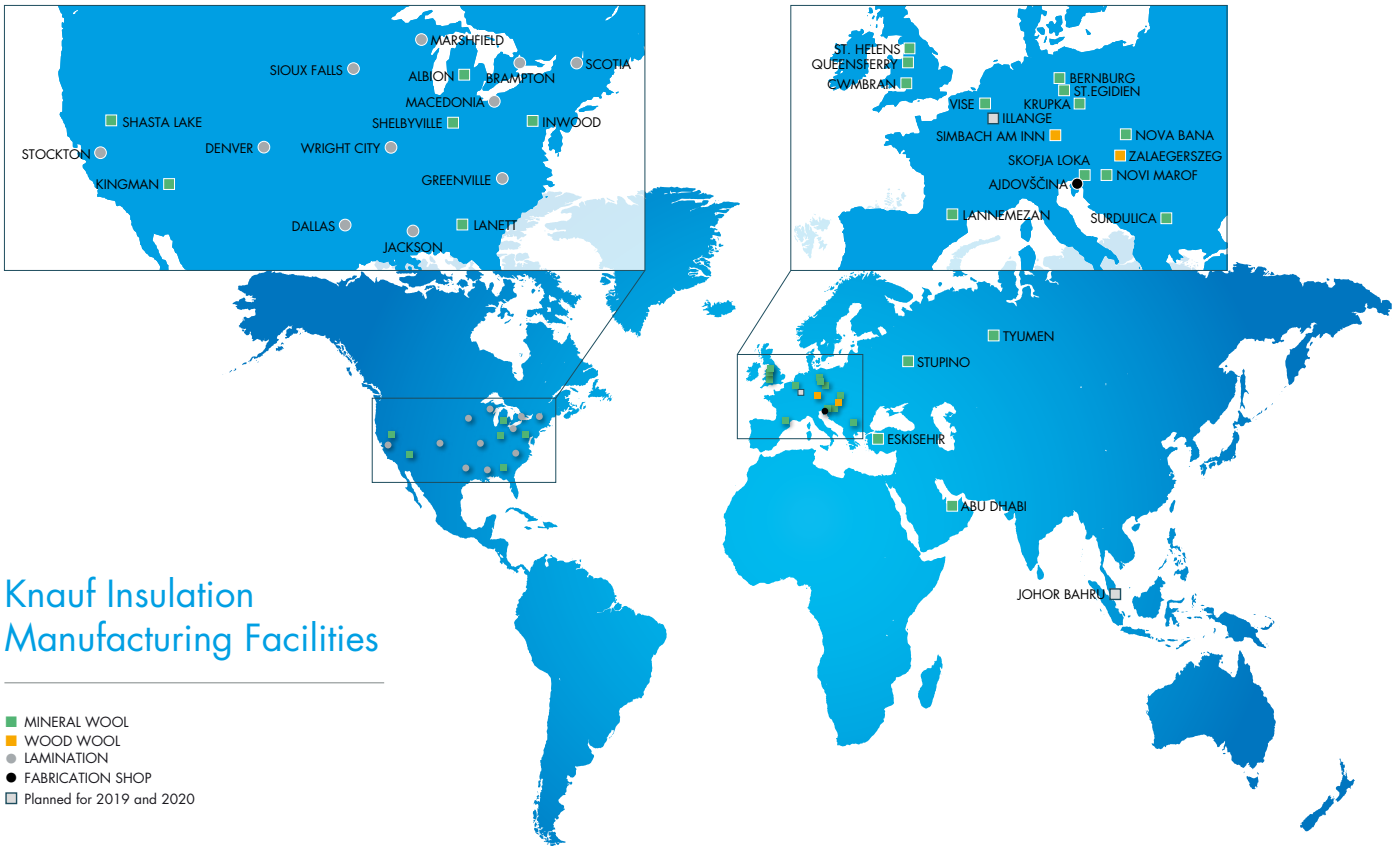 MARSHFIELD
SIOUX FALLS
ALBION
BRAMPTON
SCOTIA
MACEDONIA
SHASTA LAKE
SHELBYVILLE
INWOOD
STOCKTON
DENVER
WRIGHT CITY
KINGMAN
GREENVILLE
DALLAS
LANETT
JACKSON
ST. HELENS
QUEENSFERRY
CWMBRAN
BERNBURG
ST.EGIDIEN
VISE
KRUPKA
ILLANGE
SIMBACH AM INN
NOVA BANA
ZALAEGERSZEG
SKOFJA LOKA
NOVI MAROF
AJDOVŠČINA
LANNEMEZAN
SURDULICA
TYUMEN
STUPINO
ESKISEHIR
ABU DHABI
JOHOR BAHRU
Knauf Insulation
Manufacturing Facilities
MINERAL WOOL
WOOD WOOL
LAMINATION
FABRICATION SHOP
Planned for 2019 and 2020